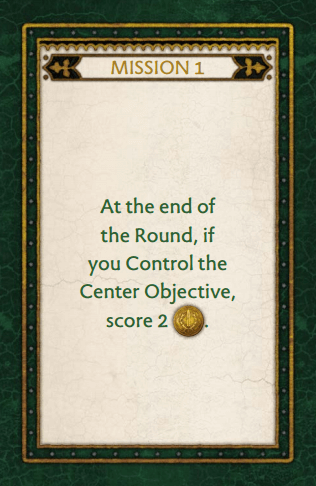 MISSION 1
At the end of
the Round, if
you Control the
Center Objective,
score 2 .